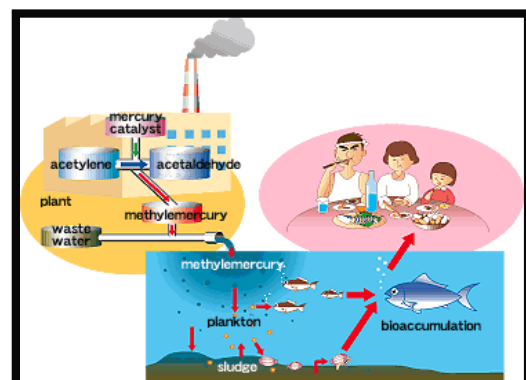 mercury
catalyst
acetylene
acetaldehyde
plant
methylemercury
waste
water
methylemercury
plankton
bioaccumulation
sludge